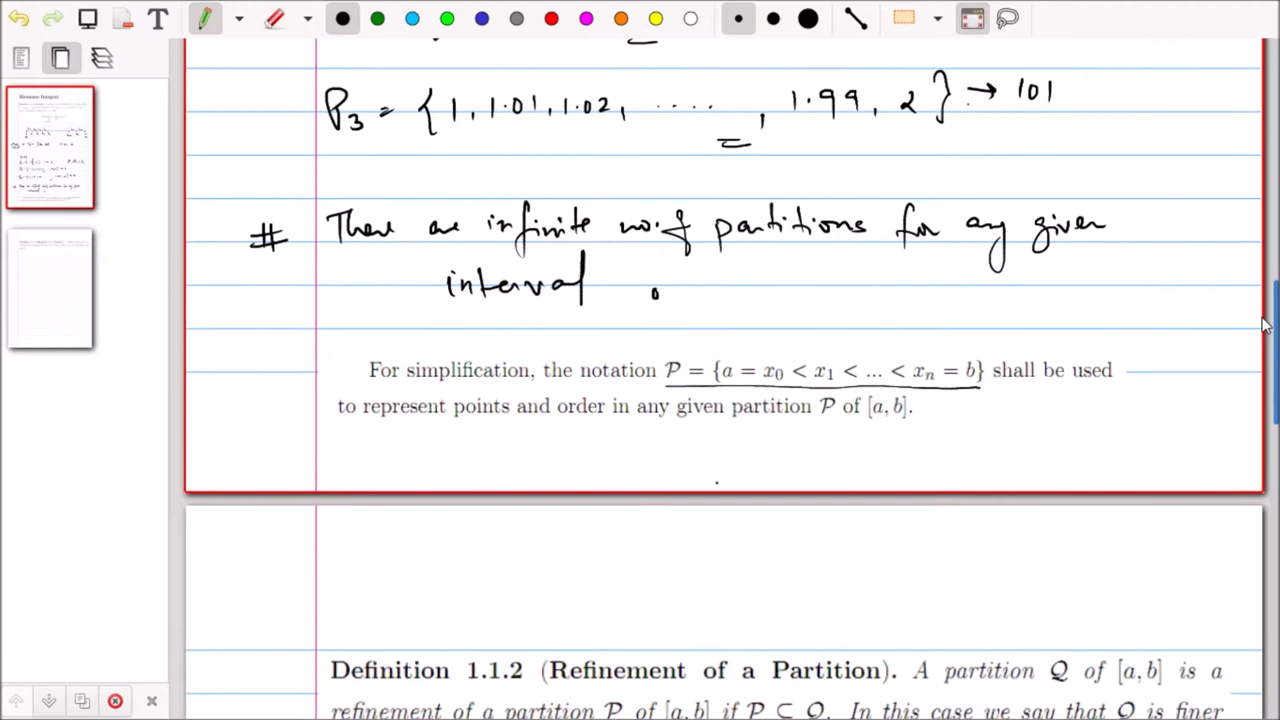 P₃ = {1, 1.01, 1.02, ...., 1.99, 2} → 101
# There are infinite no. of partitions for any given
interval .
For simplification, the notation P = {a = x₀ < x₁ < ... < xₙ = b} shall be used
to represent points and order in any given partition P of [a, b].
Definition 1.1.2 (Refinement of a Partition). A partition Q of [a, b] is a
refinement of a partition P of [a, b] if P ⊂ Q. In this case we say that Q is finer